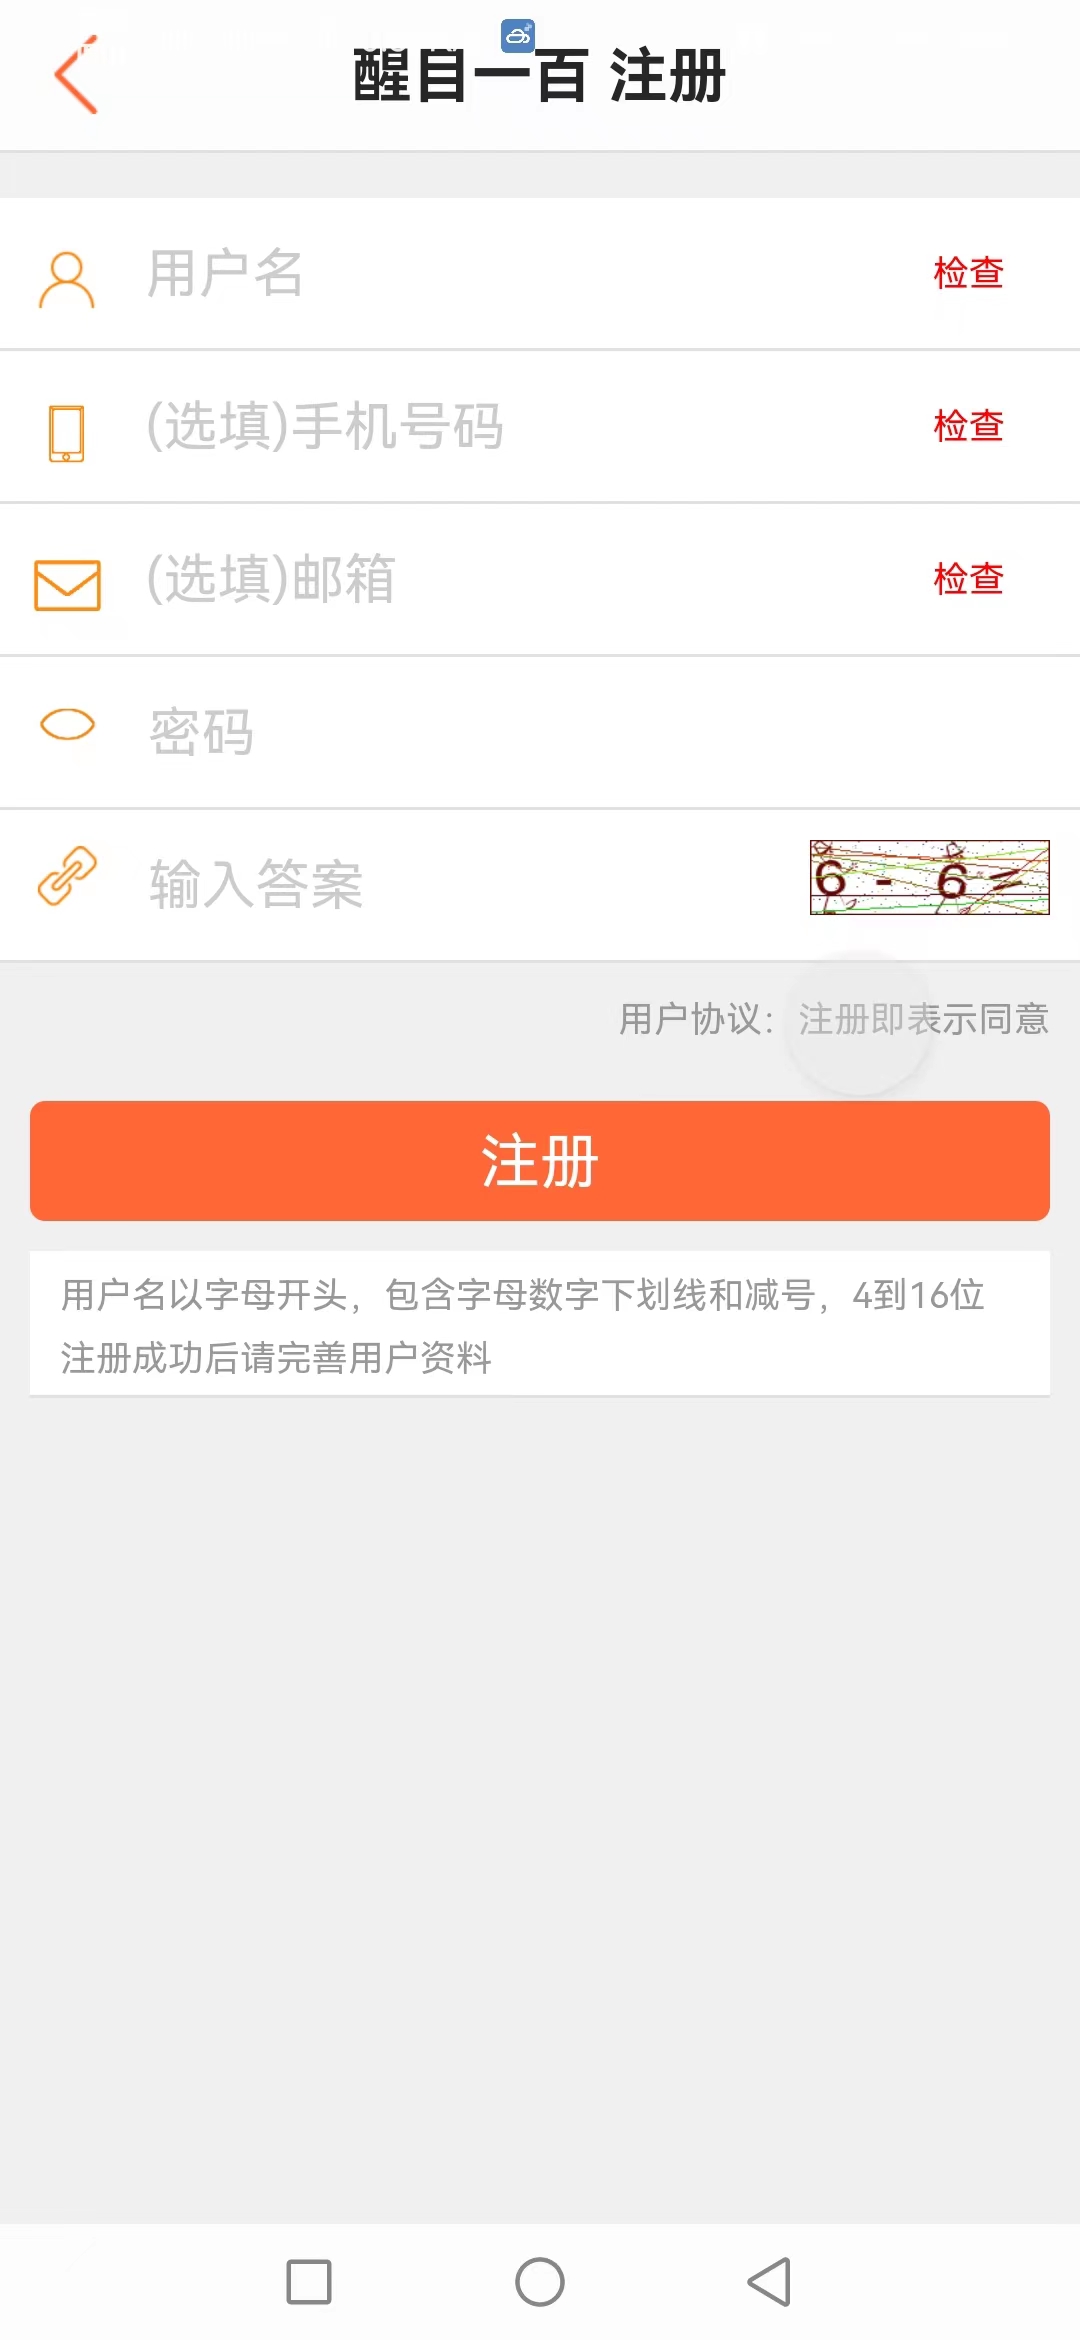 醒目一百 注册
用户名 检查
(选填)手机号码 检查
(选填)邮箱 检查
密码
输入答案 6 - 6 =
用户协议：注册即表示同意
注册
用户名以字母开头，包含字母数字下划线和减号，4到16位
注册成功后请完善用户资料